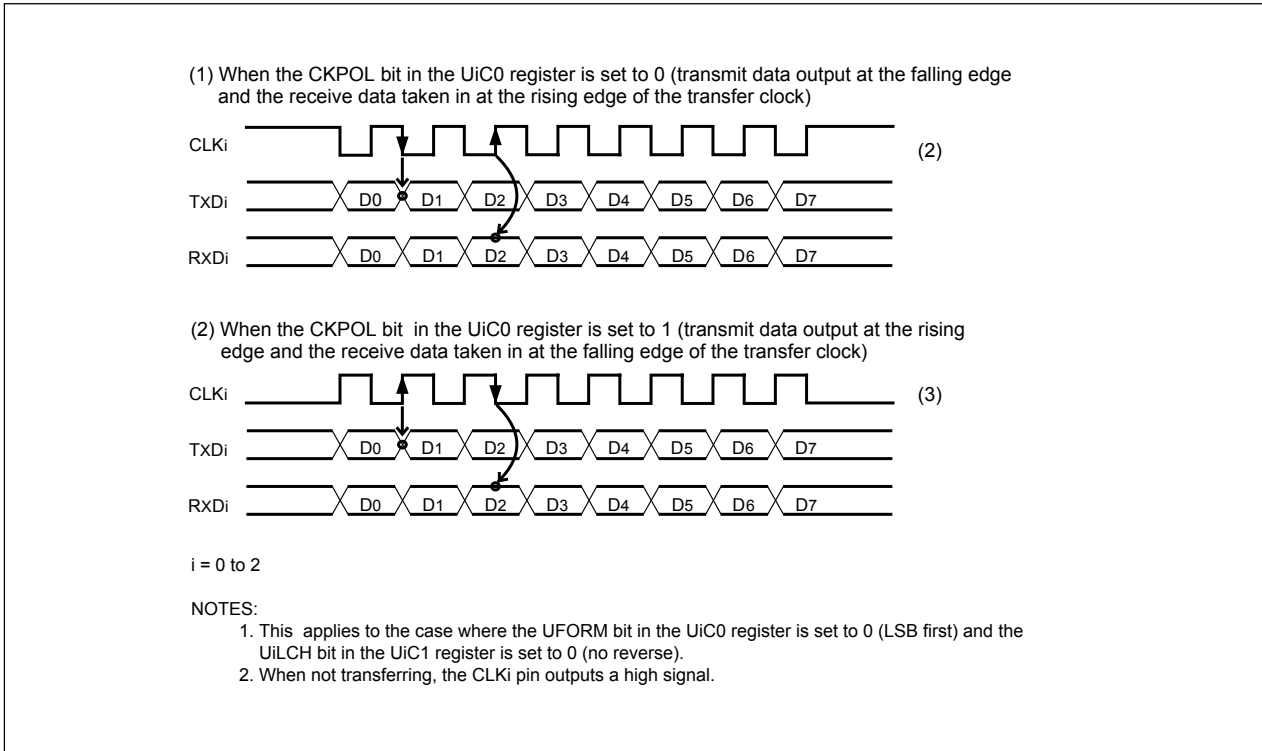 (1) When the CKPOL bit in the UiC0 register is set to 0 (transmit data output at the falling edge
and the receive data taken in at the rising edge of the transfer clock)
CLKi
(2)
TXDi D0 D1 D2 D3 D4 D5 D6 D7
RXDi D0 D1 D2 D3 D4 D5 D6 D7
(2) When the CKPOL bit in the UiC0 register is set to 1 (transmit data output at the rising
edge and the receive data taken in at the falling edge of the transfer clock)
CLKi
(3)
TXDi D0 D1 D2 D3 D4 D5 D6 D7
RXDi D0 D1 D2 D3 D4 D5 D6 D7
i = 0 to 2
NOTES:
1. This applies to the case where the UFORM bit in the UiC0 register is set to 0 (LSB first) and the
UiLCH bit in the UiC1 register is set to 0 (no reverse).
2. When not transferring, the CLKi pin outputs a high signal.